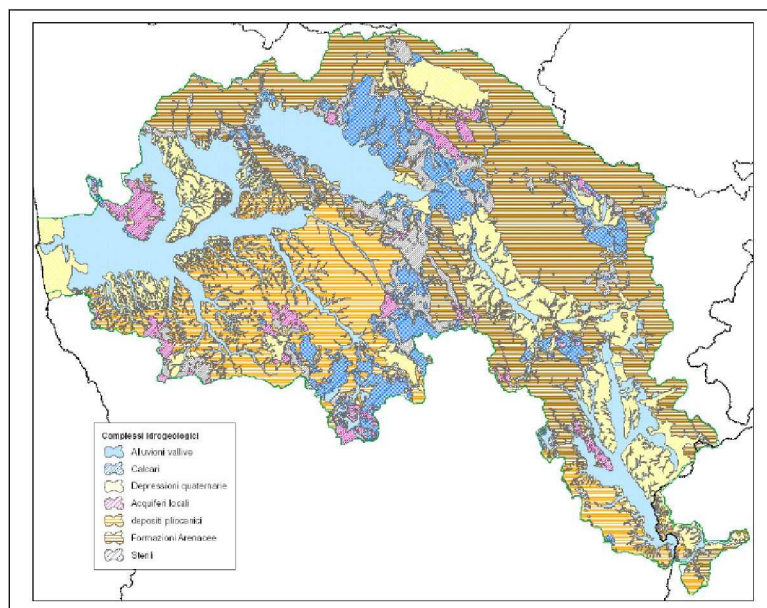 Complessi Idrogeologici
Alluvioni vallive
Calcari
Depressioni quaternarie
Acquiferi locali
depositi pliocenici
Formazioni Arenacee
Sterili